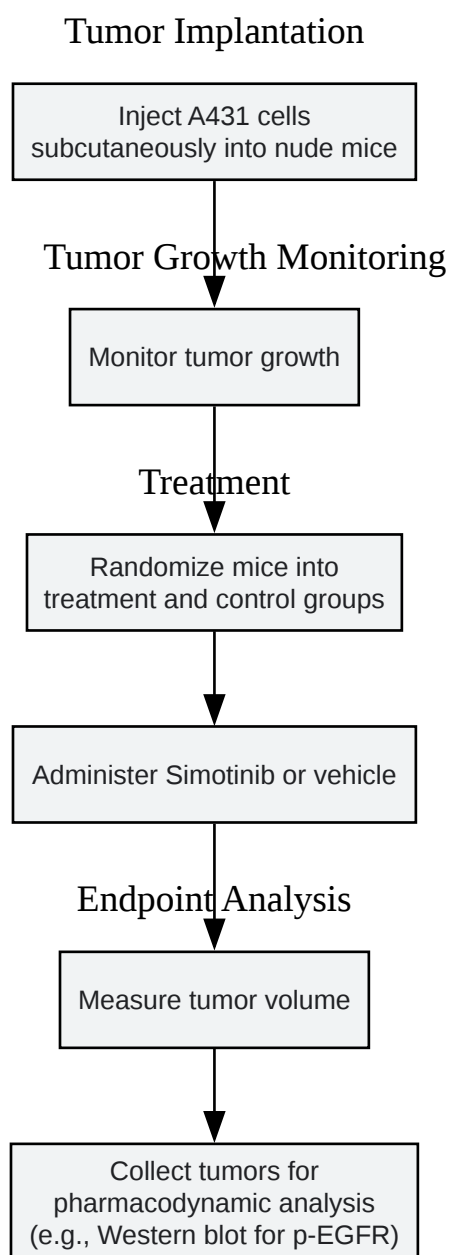 Tumor Implantation
Inject A431 cells
subcutaneously into nude mice
Tumor Growth Monitoring
Monitor tumor growth
Treatment
Randomize mice into
treatment and control groups
Administer Simotinib or vehicle
Endpoint Analysis
Measure tumor volume
Collect tumors for
pharmacodynamic analysis
(e.g., Western blot for p-EGFR)